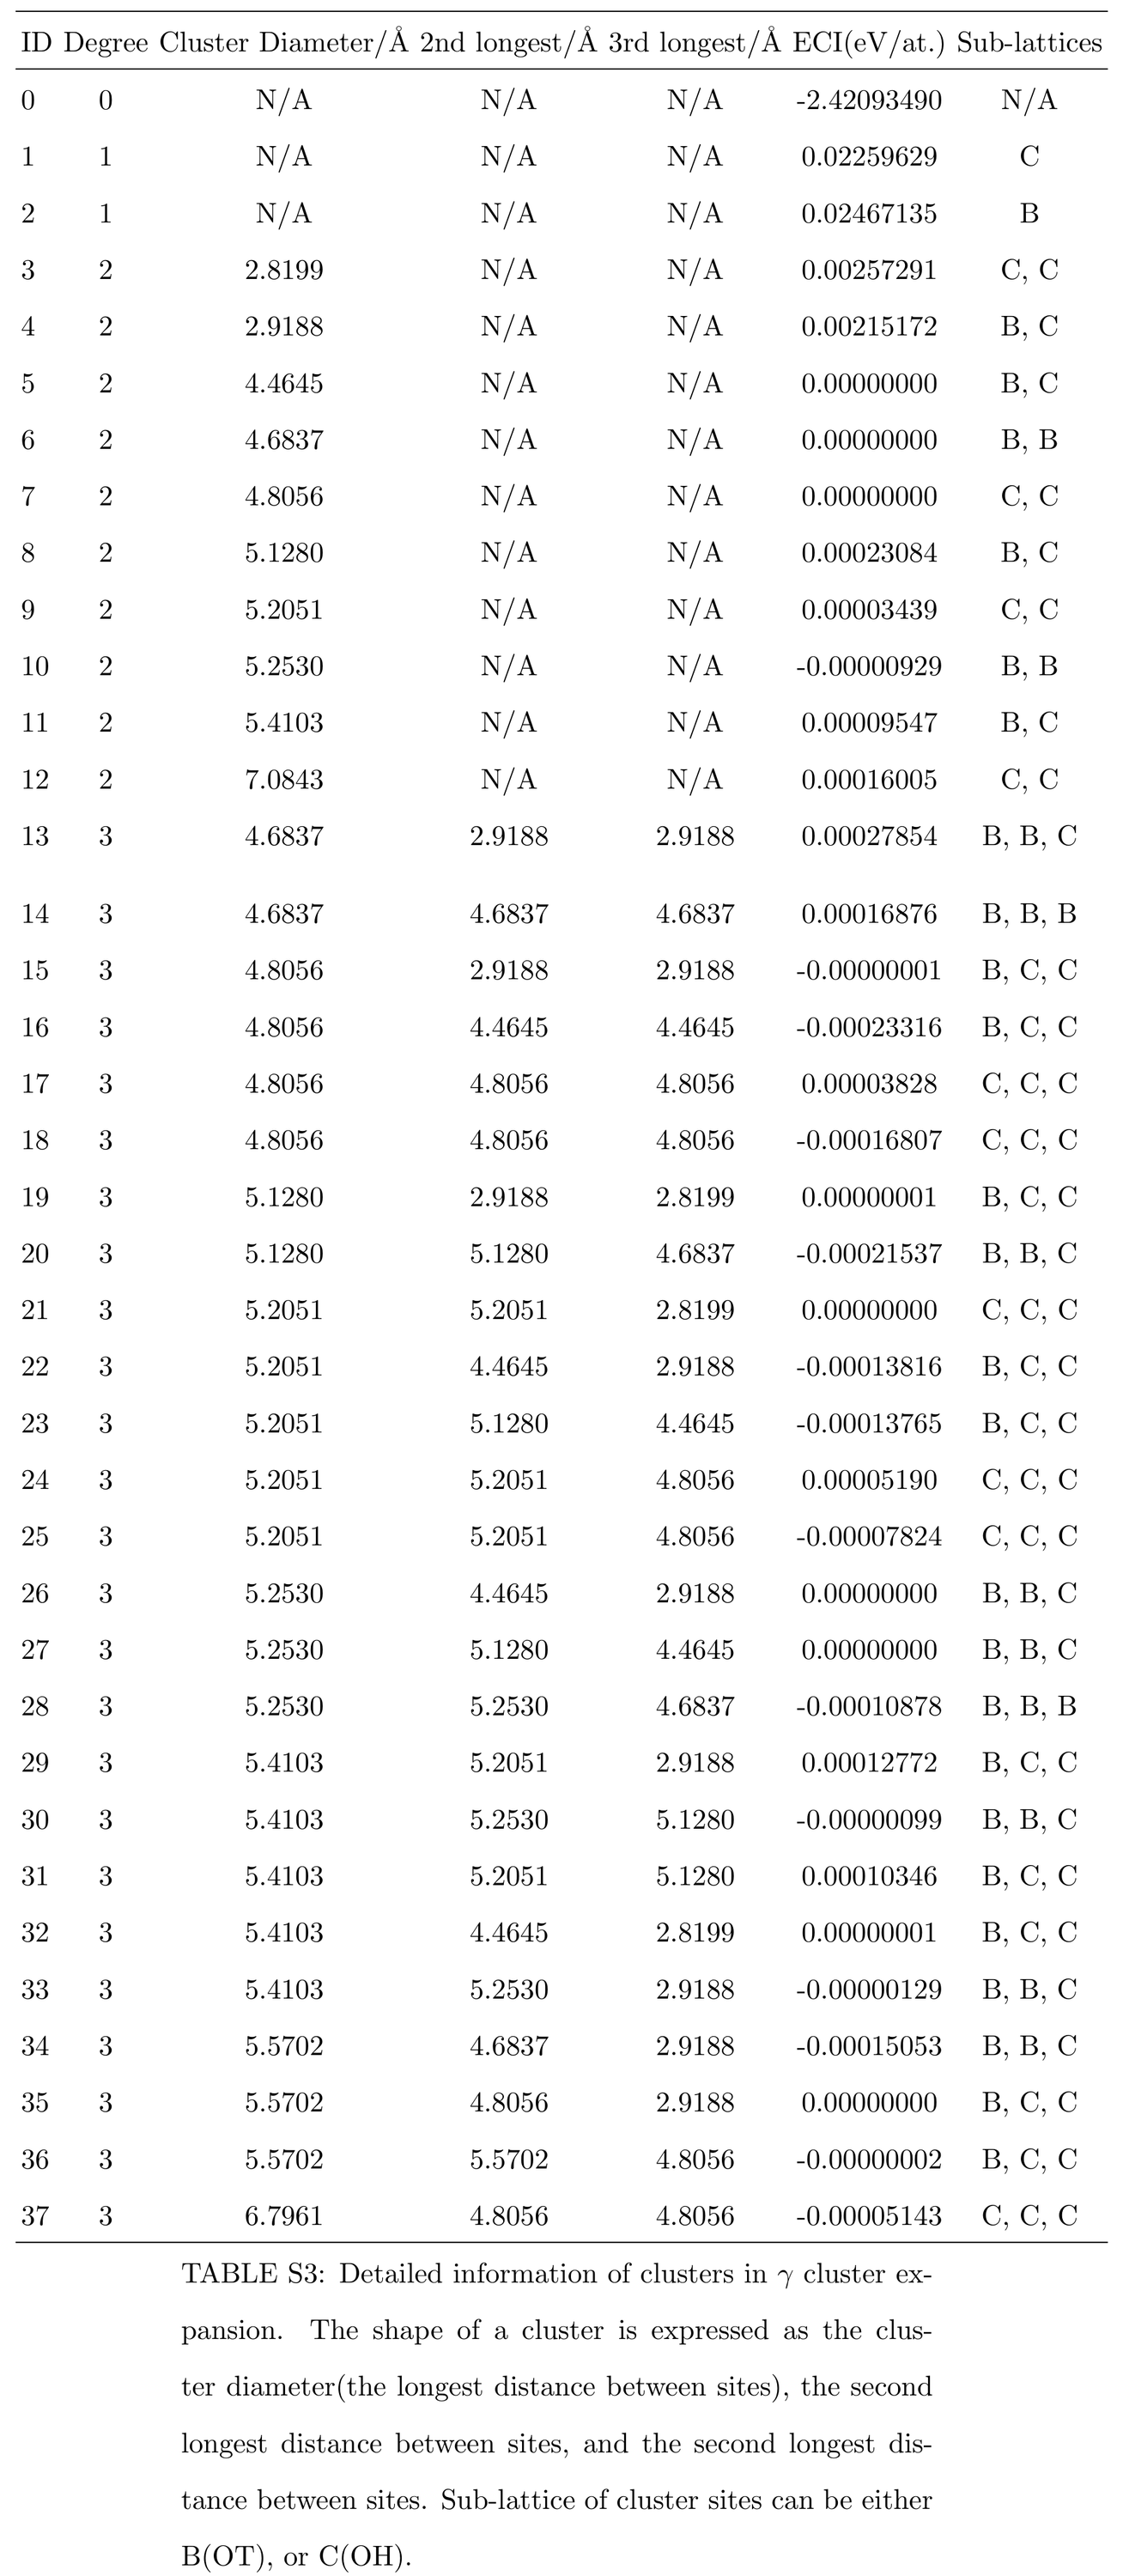 ID Degree Cluster Diameter/Å 2nd longest/Å 3rd longest/Å ECI(eV/at.) Sub-lattices
0 0 N/A N/A N/A -2.42093490 N/A
1 1 N/A N/A N/A 0.02259629 C
2 1 N/A N/A N/A 0.02467135 B
3 2 2.8199 N/A N/A 0.00257291 C, C
4 2 2.9188 N/A N/A 0.00215172 B, C
5 2 4.4645 N/A N/A 0.00000000 B, C
6 2 4.6837 N/A N/A 0.00000000 B, B
7 2 4.8056 N/A N/A 0.00000000 C, C
8 2 5.1280 N/A N/A 0.00023084 B, C
9 2 5.2051 N/A N/A 0.00003439 C, C
10 2 5.2530 N/A N/A -0.00000929 B, B
11 2 5.4103 N/A N/A 0.00009547 B, C
12 2 7.0843 N/A N/A 0.00016005 C, C
13 3 4.6837 2.9188 2.9188 0.00027854 B, B, C
14 3 4.6837 4.6837 4.6837 0.00016876 B, B, B
15 3 4.8056 2.9188 2.9188 -0.00000001 B, C, C
16 3 4.8056 4.4645 4.4645 -0.00023316 B, C, C
17 3 4.8056 4.8056 4.8056 0.00003828 C, C, C
18 3 4.8056 4.8056 4.8056 -0.00016807 C, C, C
19 3 5.1280 2.9188 2.8199 0.00000001 B, C, C
20 3 5.1280 5.1280 4.6837 -0.00021537 B, B, C
21 3 5.2051 5.2051 2.8199 0.00000000 C, C, C
22 3 5.2051 4.4645 2.9188 -0.00013816 B, C, C
23 3 5.2051 5.1280 4.4645 -0.00013765 B, C, C
24 3 5.2051 5.2051 4.8056 0.00005190 C, C, C
25 3 5.2051 5.2051 4.8056 -0.00007824 C, C, C
26 3 5.2530 4.4645 2.9188 0.00000000 B, B, C
27 3 5.2530 5.1280 4.4645 0.00000000 B, B, C
28 3 5.2530 5.2530 4.6837 -0.00010878 B, B, B
29 3 5.4103 5.2051 2.9188 0.00012772 B, C, C
30 3 5.4103 5.2530 5.1280 -0.00000099 B, B, C
31 3 5.4103 5.2051 5.1280 0.00010346 B, C, C
32 3 5.4103 4.4645 2.8199 0.00000001 B, C, C
33 3 5.4103 5.2530 2.9188 -0.00000129 B, B, C
34 3 5.5702 4.6837 2.9188 -0.00015053 B, B, C
35 3 5.5702 4.8056 2.9188 0.00000000 B, C, C
36 3 5.5702 5.5702 4.8056 -0.00000002 B, C, C
37 3 6.7961 4.8056 4.8056 -0.00005143 C, C, C
TABLE S3: Detailed information of clusters in γ cluster ex-
pansion. The shape of a cluster is expressed as the clus-
ter diameter(the longest distance between sites), the second
longest distance between sites, and the second longest dis-
tance between sites. Sub-lattice of cluster sites can be either
B(OT), or C(OH).